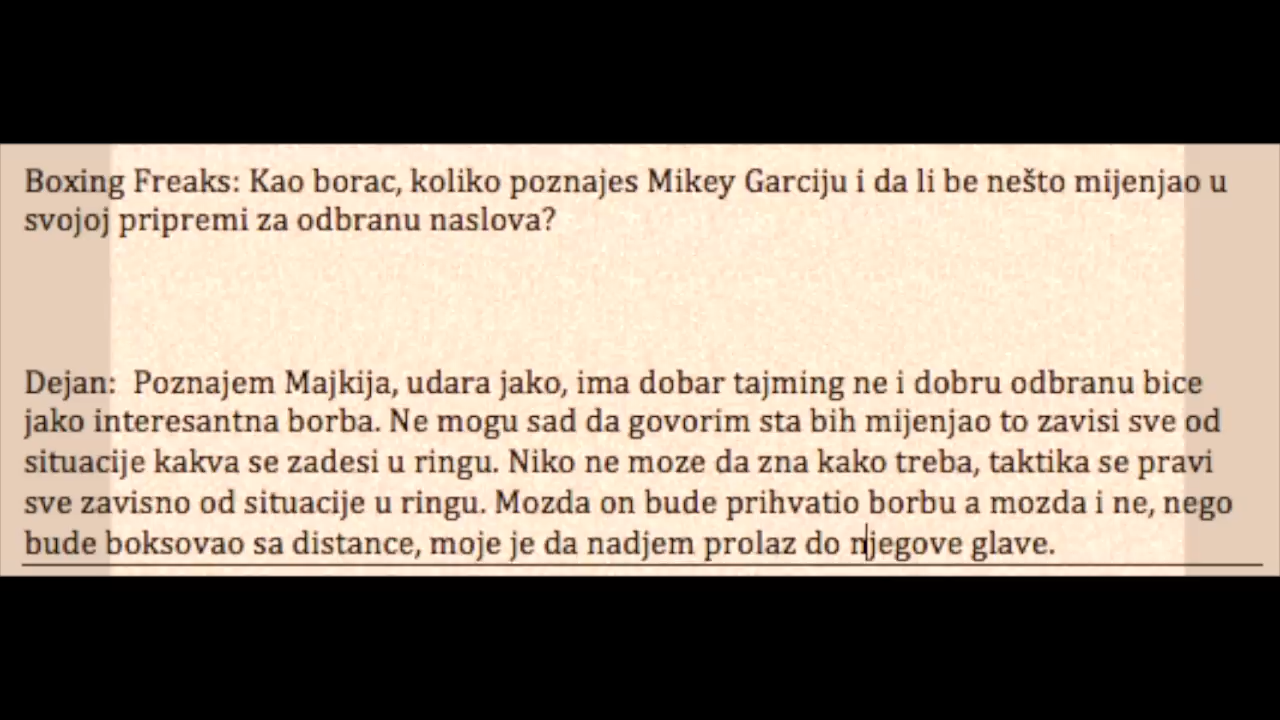 Boxing Freaks: Kao borac, koliko poznajes Mikey Garciju i da li be nešto mijenjao u
svojoj pripremi za odbranu naslova?
Dejan:  Poznajem Majkija, udara jako, ima dobar tajming ne i dobru odbranu bice
jako interesantna borba. Ne mogu sad da govorim sta bih mijenjao to zavisi sve od
situacije kakva se zadesi u ringu. Niko ne moze da zna kako treba, taktika se pravi
sve zavisno od situacije u ringu. Mozda on bude prihvatio borbu a mozda i ne, nego
bude boksovao sa distance, moje je da nadjem prolaz do njegove glave.